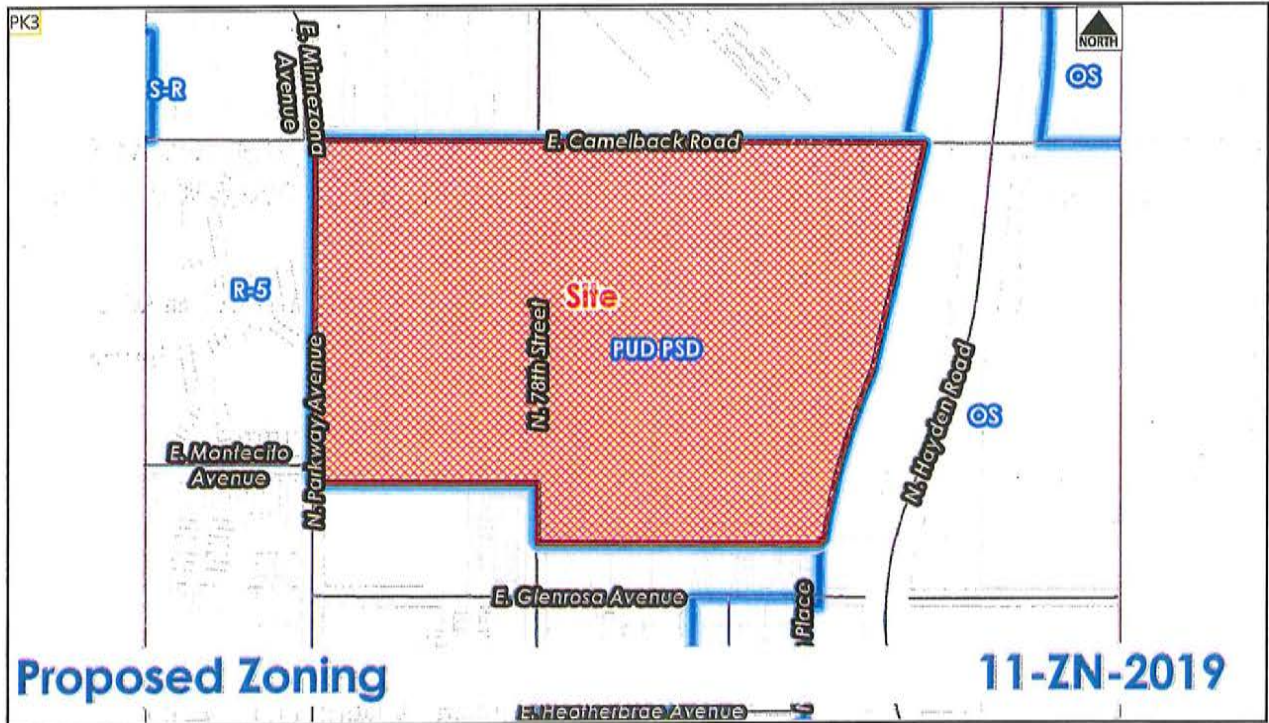 PK3
NORTH
S-R
E. Minnezona
Avenue
OS
E. Camelback Road
R-5
Site
PUD PSD
N. 78th Street
N. Parkway Avenue
N. Hayden Road
OS
E. Montecito
Avenue
E. Glenrosa Avenue
Place
Proposed Zoning
11-ZN-2019
E. Heatherbrae Avenue